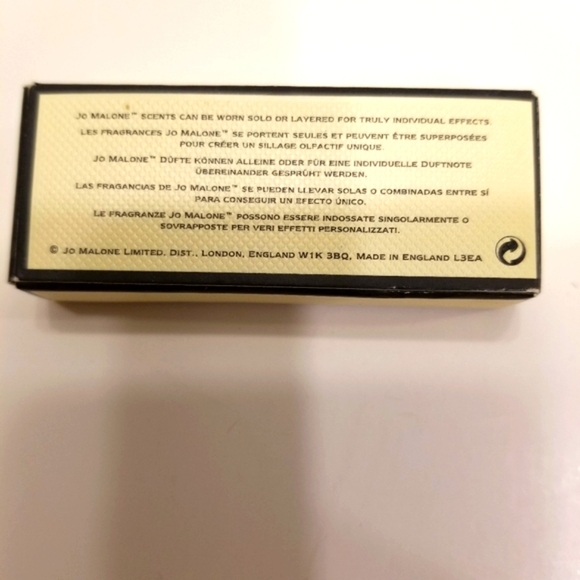 Jo Malone™ scents can be worn solo or layered for truly individual effects.
Les fragrances Jo Malone™ se portent seules et peuvent être superposées
pour créer un sillage olfactif unique.
Jo Malone™ Düfte können alleine oder für eine individuelle Duftnote
übereinander gesprüht werden.
Las fragancias de Jo Malone™ se pueden llevar solas o combinadas entre sí
para conseguir un efecto único.
Le fragranze Jo Malone™ possono essere indossate singolarmente o
sovrapposte per veri effetti personalizzati.
© Jo Malone Limited, Dist., London, England W1K 3BQ, Made in England L3EA